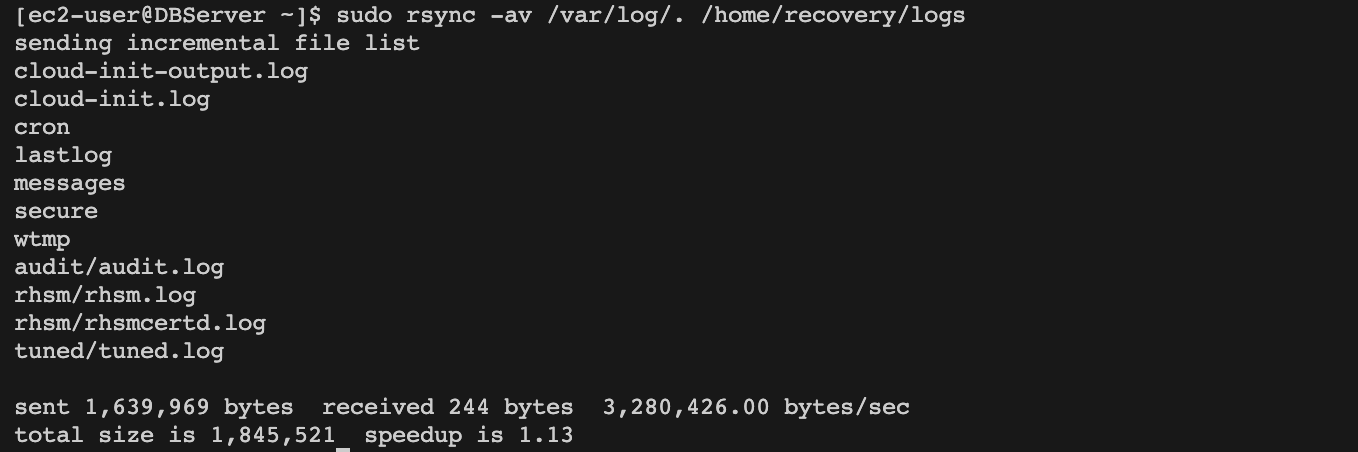 [ec2-user@DBServer ~]$ sudo rsync -av /var/log/. /home/recovery/logs
sending incremental file list
cloud-init-output.log
cloud-init.log
cron
lastlog
messages
secure
wtmp
audit/audit.log
rhsm/rhsm.log
rhsm/rhsmcertd.log
tuned/tuned.log

sent 1,639,969 bytes  received 244 bytes  3,280,426.00 bytes/sec
total size is 1,845,521  speedup is 1.13